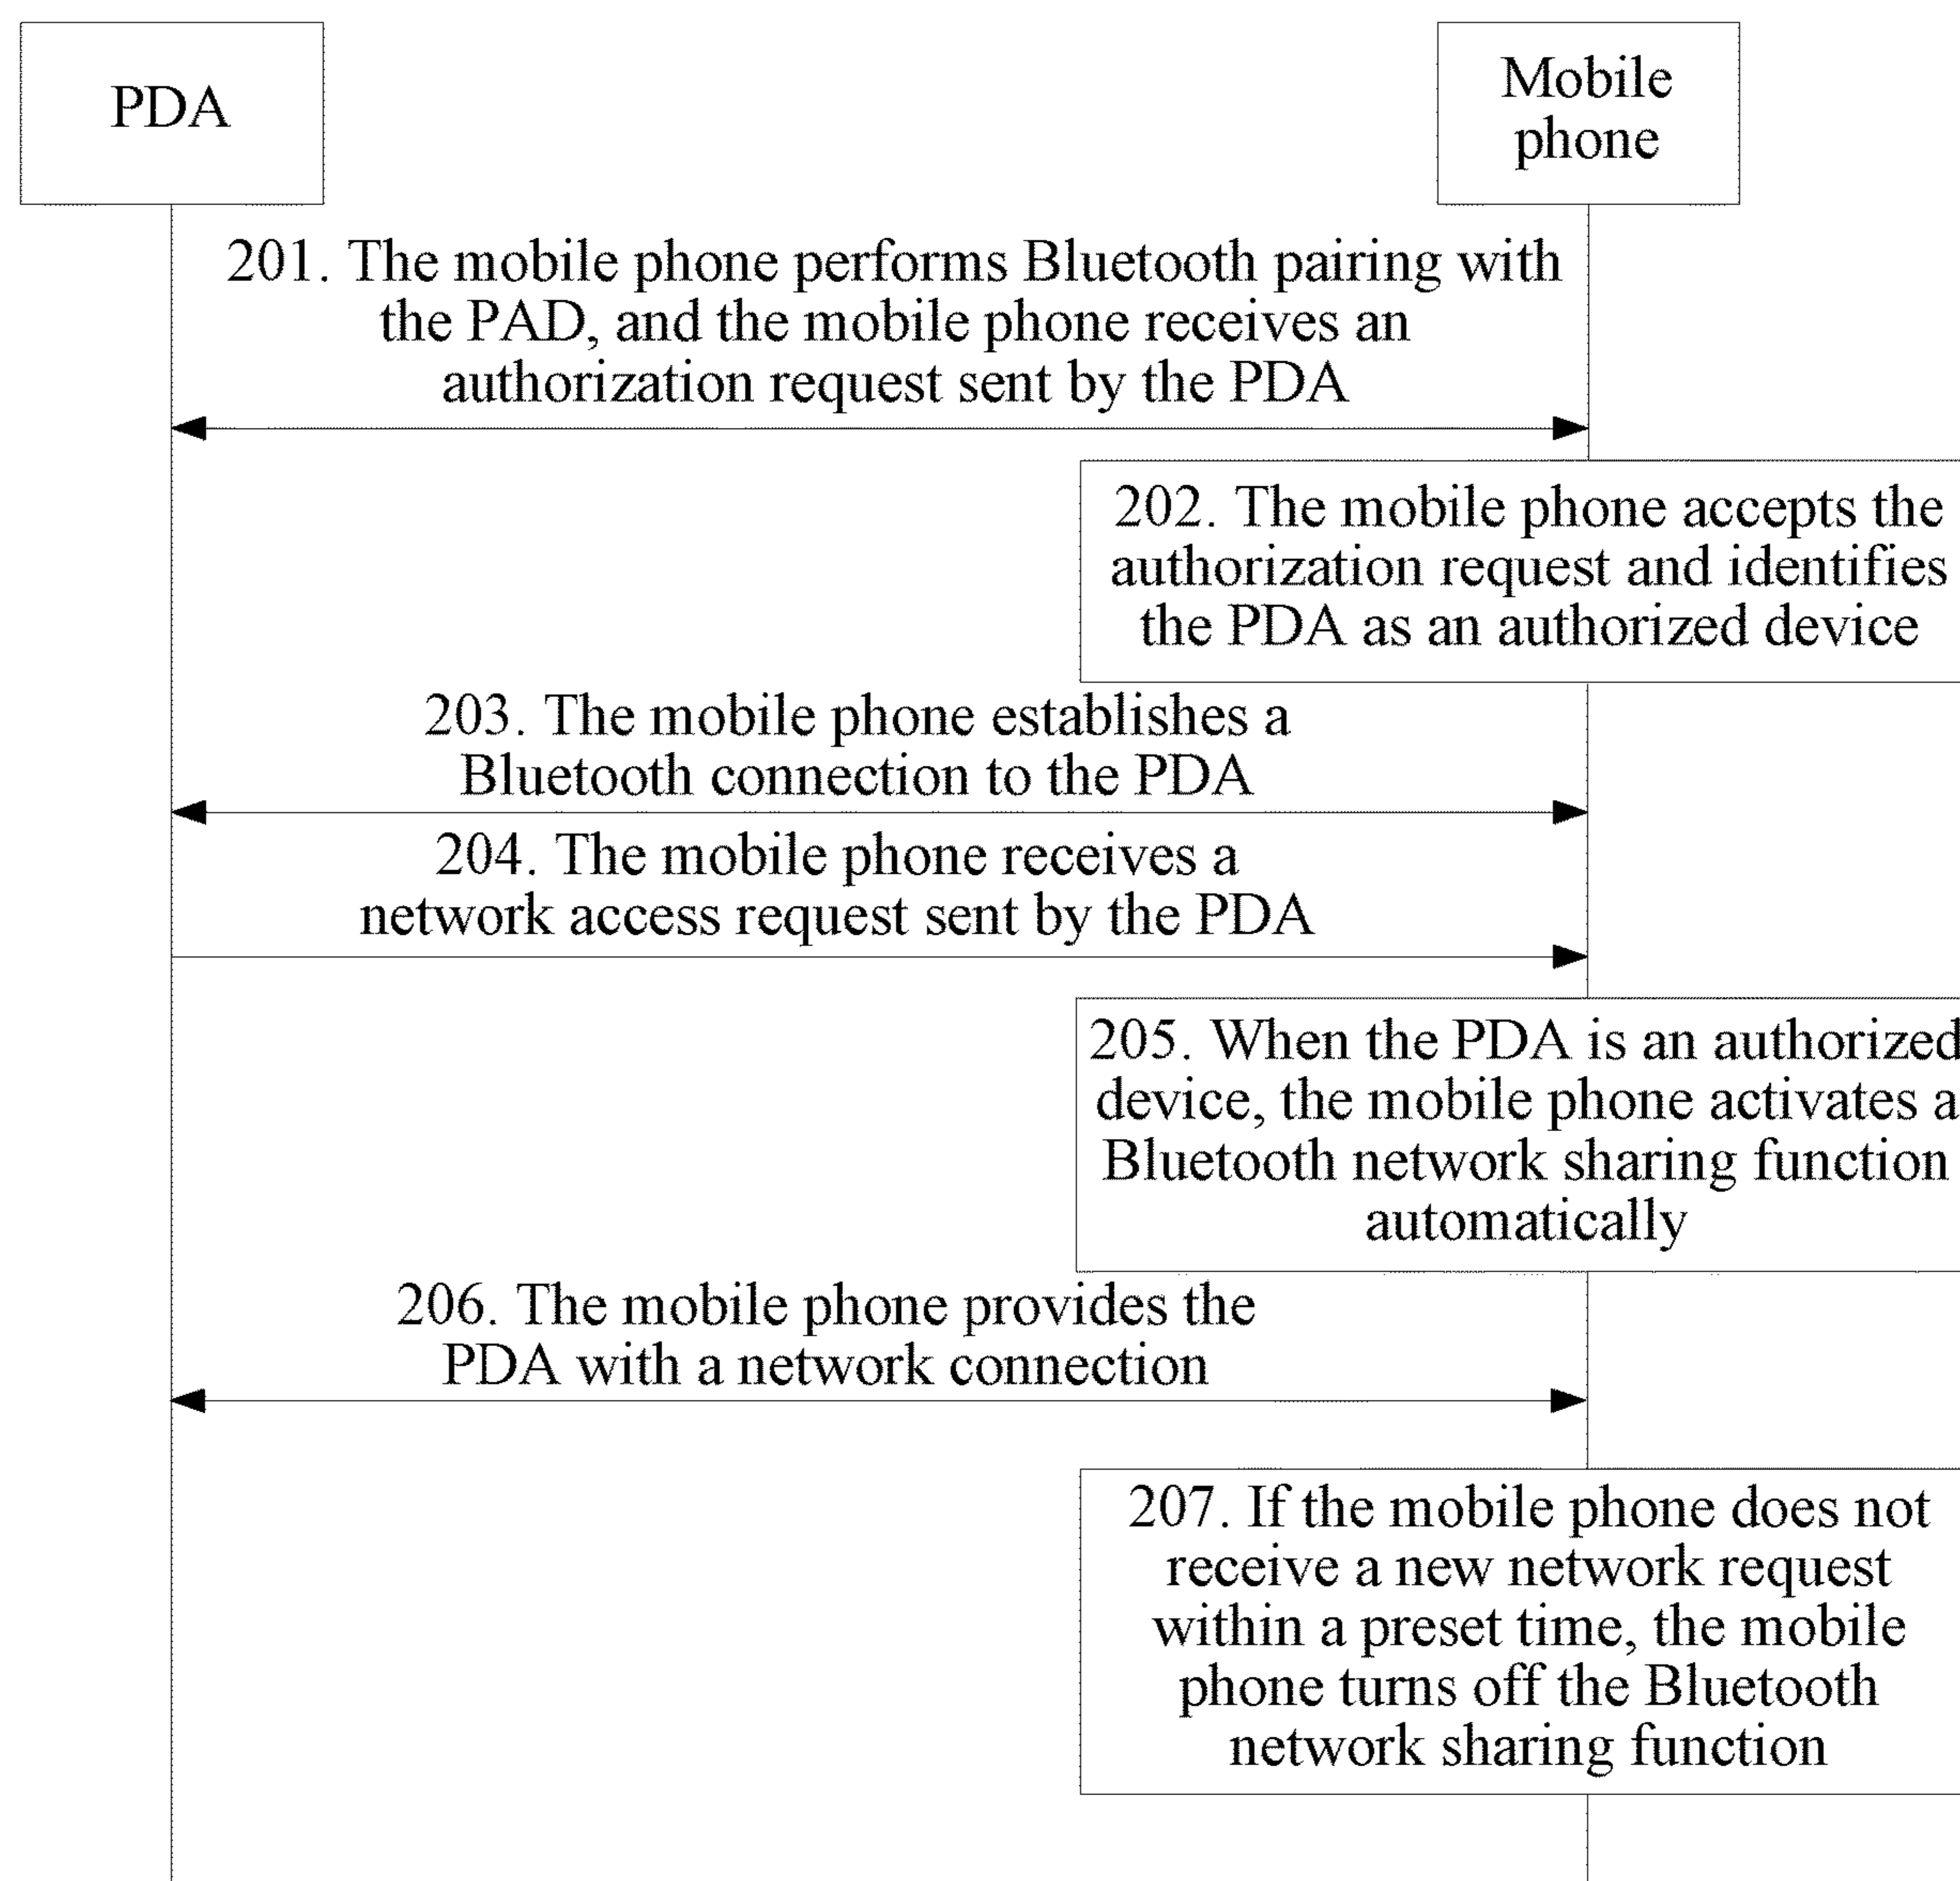 PDA
Mobile
phone
201. The mobile phone performs Bluetooth pairing with
the PAD, and the mobile phone receives an
authorization request sent by the PDA
202. The mobile phone accepts the
authorization request and identifies
the PDA as an authorized device
203. The mobile phone establishes a
Bluetooth connection to the PDA
204. The mobile phone receives a
network access request sent by the PDA
205. When the PDA is an authorized
device, the mobile phone activates a
Bluetooth network sharing function
automatically
206. The mobile phone provides the
PDA with a network connection
207. If the mobile phone does not
receive a new network request
within a preset time, the mobile
phone turns off the Bluetooth
network sharing function